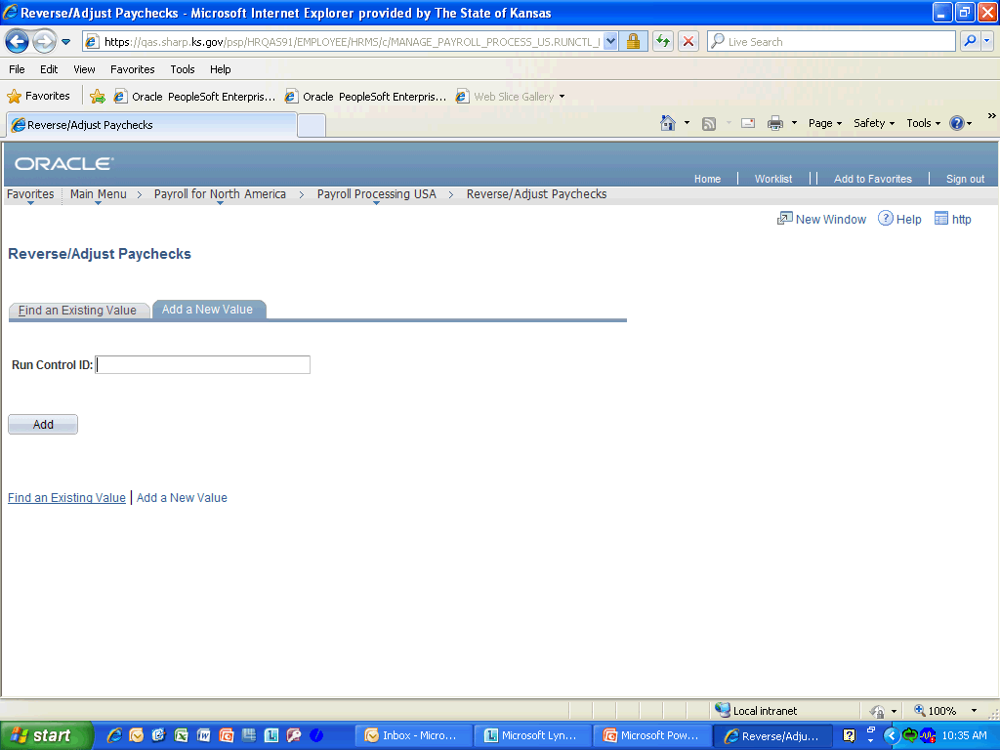 Reverse/Adjust Paychecks - Microsoft Internet Explorer provided by The State of Kansas
https://qas.sharp.ks.gov/psp/HRQAS91/EMPLOYEE/HRMS/c/MANAGE_PAYROLL_PROCESS_US.RUNCTL_
Live Search
File Edit View Favorites Tools Help
Favorites Oracle PeopleSoft Enterpris... Oracle PeopleSoft Enterpris... Web Slice Gallery
Reverse/Adjust Paychecks Page Safety Tools »
ORACLE
Home Worklist Add to Favorites Sign out
Favorites Main Menu > Payroll for North America > Payroll Processing USA > Reverse/Adjust Paychecks
New Window Help http
Reverse/Adjust Paychecks
Find an Existing Value Add a New Value
Run Control ID:
Add
Find an Existing Value | Add a New Value
Local intranet 100%
start Inbox - Micro... Microsoft Lyn... Microsoft Pow... Reverse/Adju... 10:35 AM